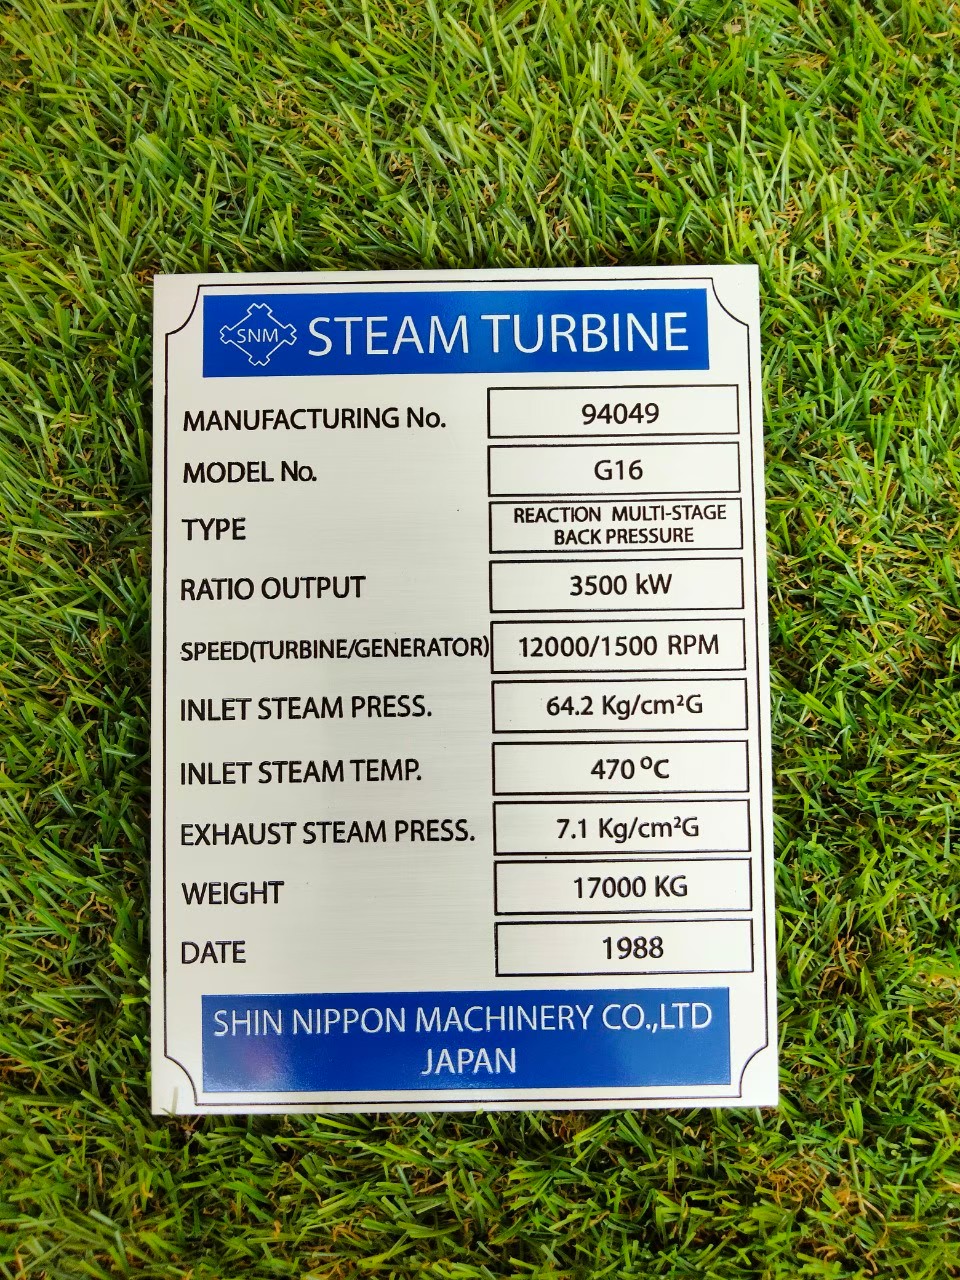 SNM STEAM TURBINE
MANUFACTURING No. 94049
MODEL No. G16
TYPE REACTION MULTI-STAGE
BACK PRESSURE
RATIO OUTPUT 3500 kW
SPEED(TURBINE/GENERATOR) 12000/1500 RPM
INLET STEAM PRESS. 64.2 Kg/cm²G
INLET STEAM TEMP. 470 ºC
EXHAUST STEAM PRESS. 7.1 Kg/cm²G
WEIGHT 17000 KG
DATE 1988
SHIN NIPPON MACHINERY CO.,LTD
JAPAN